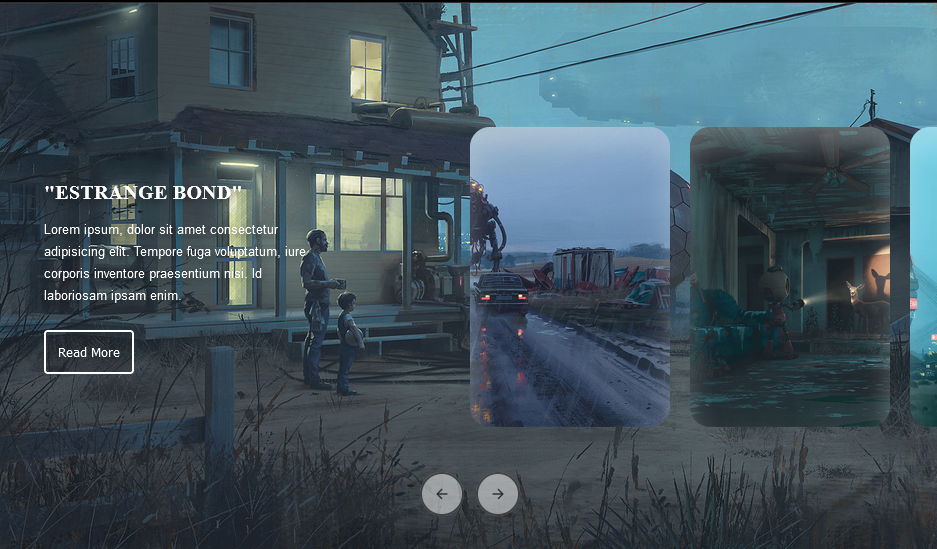 "ESTRANGE BOND"
Lorem ipsum, dolor sit amet consectetur
adipisicing elit. Tempore fuga voluptatum, iure
corporis inventore praesentium nisi. Id
laboriosam ipsam enim.
Read More